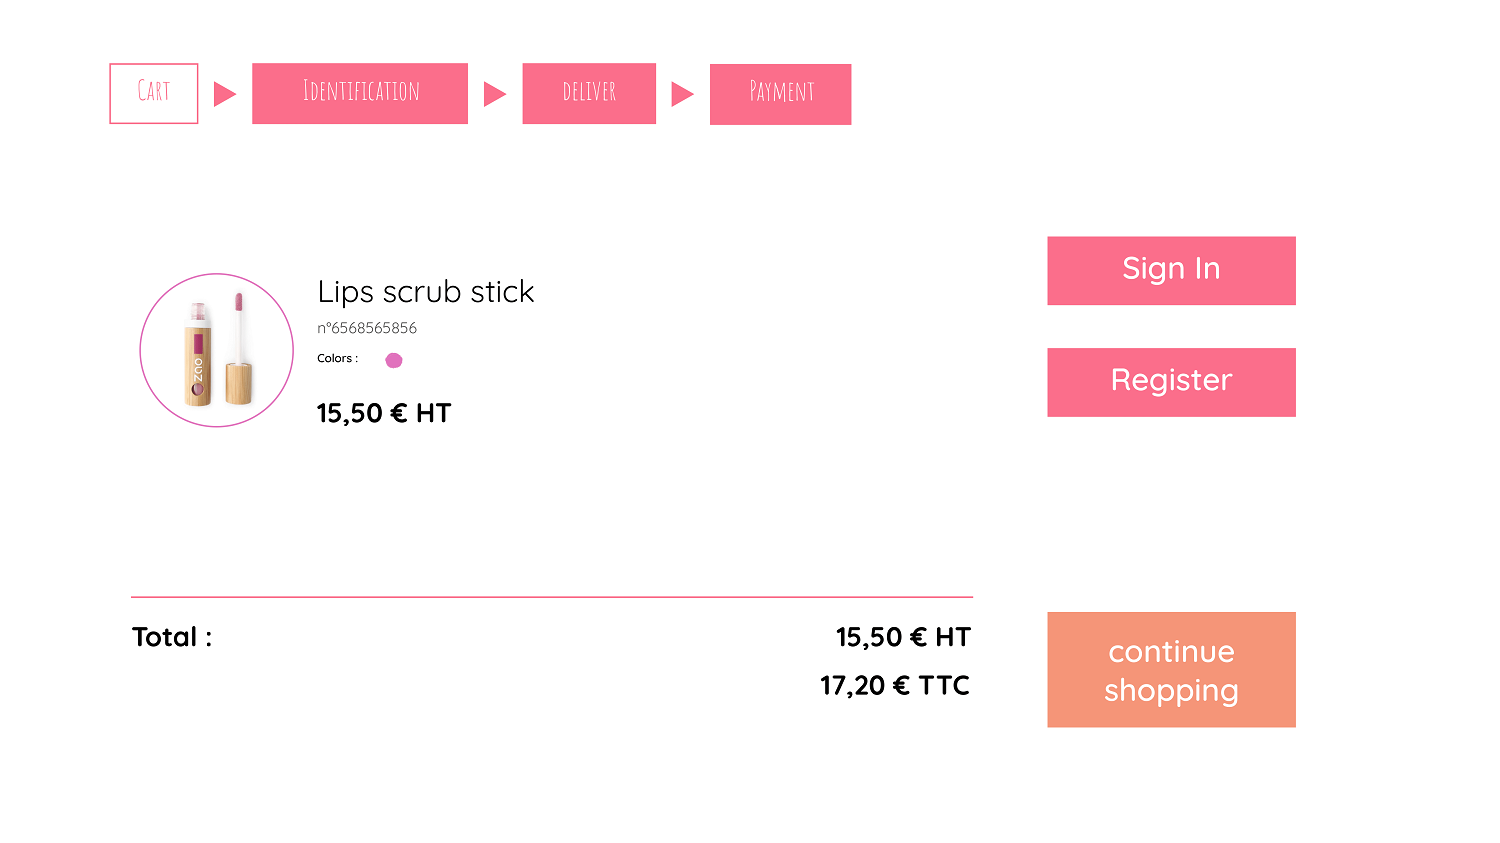 Cart
Identification
deliver
Payment
Sign In
Lips scrub stick
n°6568565856
Colors :
zao
Register
15,50 € HT
Total :
15,50 € HT
17,20 € TTC
continue
shopping